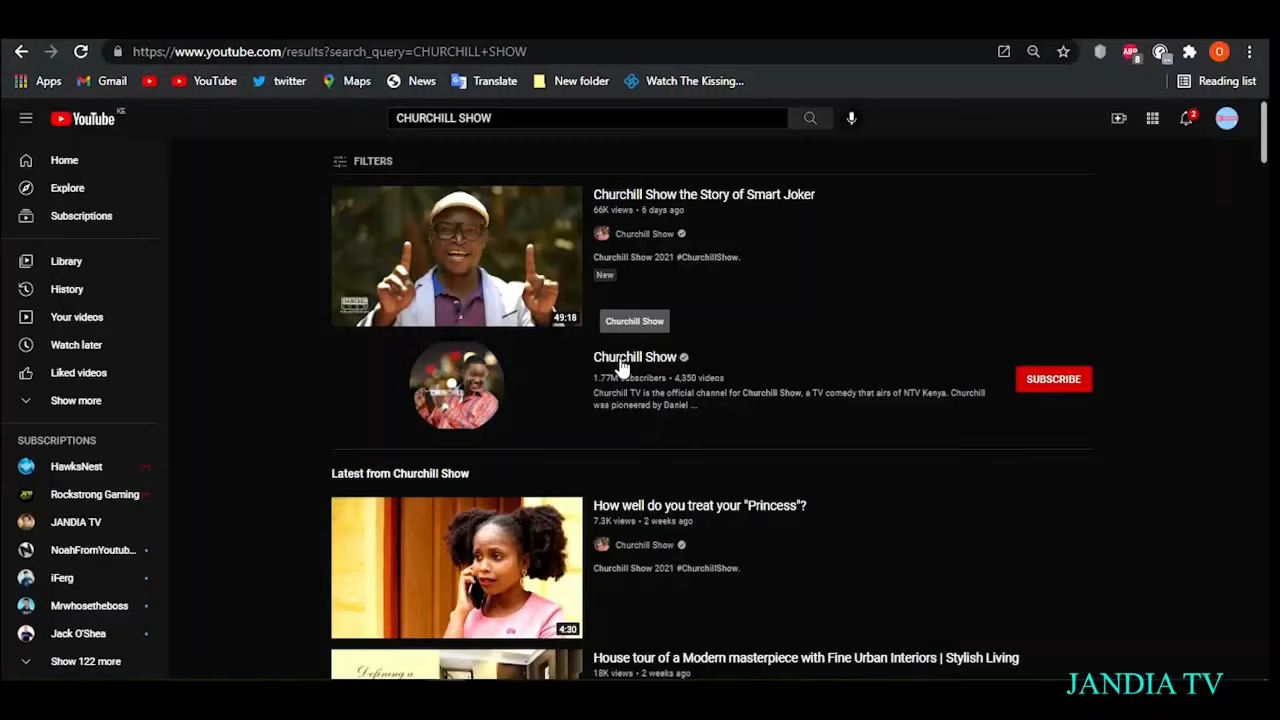 https://www.youtube.com/results?search_query=CHURCHILL+SHOW
ABP
8
O
Apps
Gmail
YouTube
twitter
Maps
News
Translate
New folder
Watch The Kissing...
Reading list
YouTube KE
CHURCHILL SHOW
2
Home
Explore
Subscriptions
Library
History
Your videos
Watch later
Liked videos
Show more
SUBSCRIPTIONS
HawksNest
Rockstrong Gaming
JANDIA TV
NoahFromYoutub...
iFerg
Mrwhosetheboss
Jack O'Shea
Show 122 more
FILTERS
49:18
Churchill Show the Story of Smart Joker
66K views • 6 days ago
Churchill Show
Churchill Show 2021 #ChurchillShow.
New
Churchill Show
Churchill Show
1.77M subscribers • 4,350 videos
Churchill TV is the official channel for Churchill Show, a TV comedy that airs of NTV Kenya. Churchill
was pioneered by Daniel ...
SUBSCRIBE
Latest from Churchill Show
4:30
How well do you treat your "Princess"?
7.3K views • 2 weeks ago
Churchill Show
Churchill Show 2021 #ChurchillShow.
Defining a
House tour of a Modern masterpiece with Fine Urban Interiors | Stylish Living
18K views • 2 weeks ago
JANDIA TV